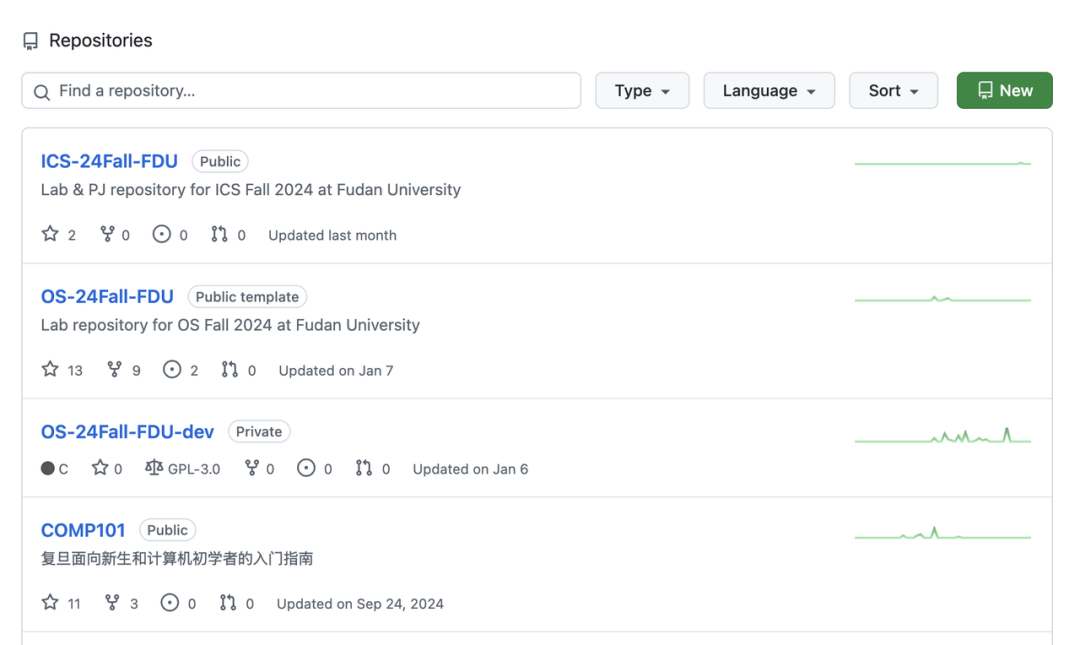 Repositories
Find a repository...
Type
Language
Sort
New
ICS-24Fall-FDU Public
Lab & PJ repository for ICS Fall 2024 at Fudan University
2 0 0 0 Updated last month
OS-24Fall-FDU Public template
Lab repository for OS Fall 2024 at Fudan University
13 9 2 0 Updated on Jan 7
OS-24Fall-FDU-dev Private
C 0 GPL-3.0 0 0 0 Updated on Jan 6
COMP101 Public
复旦面向新生和计算机初学者的入门指南
11 3 0 0 Updated on Sep 24, 2024